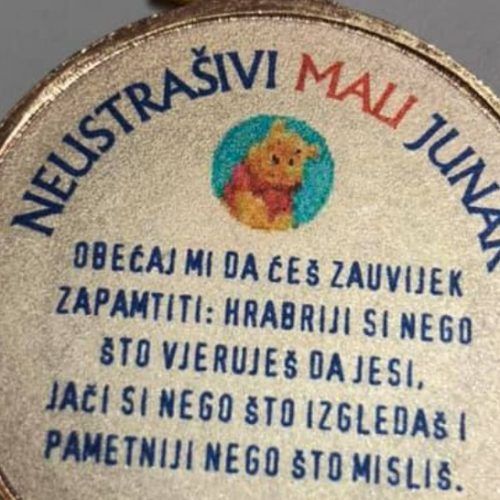 NEUSTRAŠIVI MALI JUNAK
OBEĆAJ MI DA ĆEŠ ZAUVIJEK
ZAPAMTITI: HRABRIJI SI NEGO
ŠTO VJERUJEŠ DA JESI,
JAČI SI NEGO ŠTO IZGLEDAŠ I
PAMETNIJI NEGO ŠTO MISLIŠ.